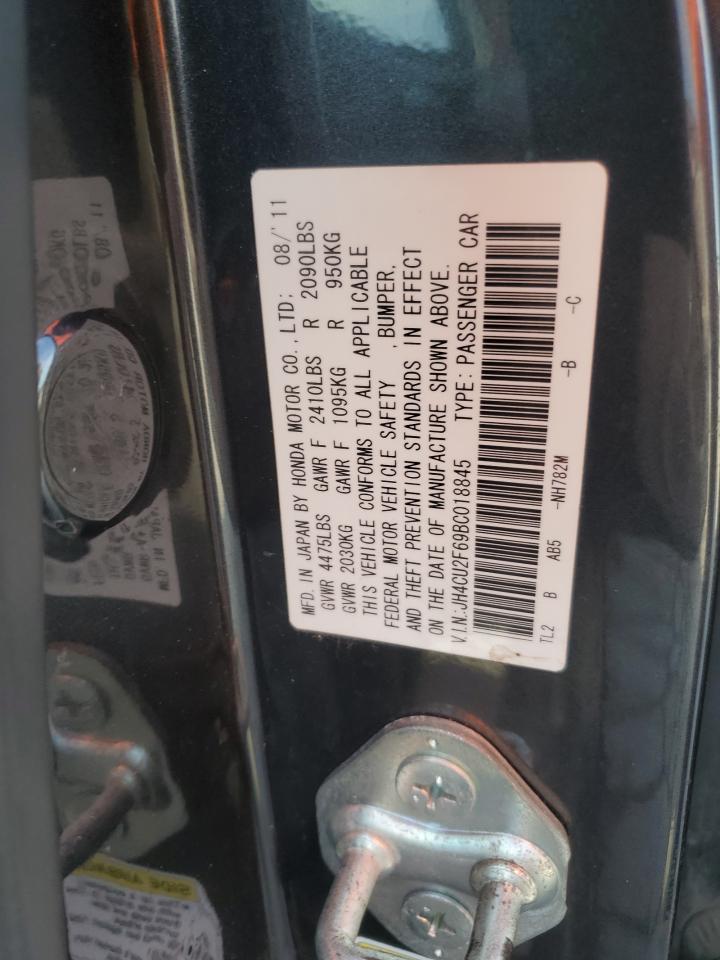 MFD. IN JAPAN BY HONDA MOTOR CO., LTD: 08/'11
GVWR 4475LBS GAWR F 2410LBS R 2090LBS
GVWR 2030KG GAWR F 1095KG R 950KG
THIS VEHICLE CONFORMS TO ALL APPLICABLE
FEDERAL MOTOR VEHICLE SAFETY , BUMPER,
AND THEFT PREVENTION STANDARDS IN EFFECT
ON THE DATE OF MANUFACTURE SHOWN ABOVE.
V.I.N.:JH4CU2F69BC018845 TYPE: PASSENGER CAR
TL2 B AB5 -NH782M -B -C